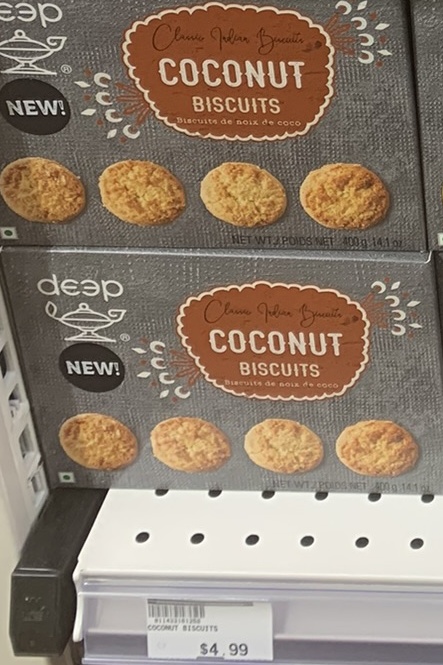 deep
®
NEW!
Classic Indian Biscuits
COCONUT
BISCUITS
Biscuits de noix de coco
NET WT./ POIDS NET 400 g 14.1 oz
deep
®
NEW!
Classic Indian Biscuits
COCONUT
BISCUITS
Biscuits de noix de coco
NET WT./ POIDS NET 400 g 14.1
COCONUT BISCUITS
$4.99